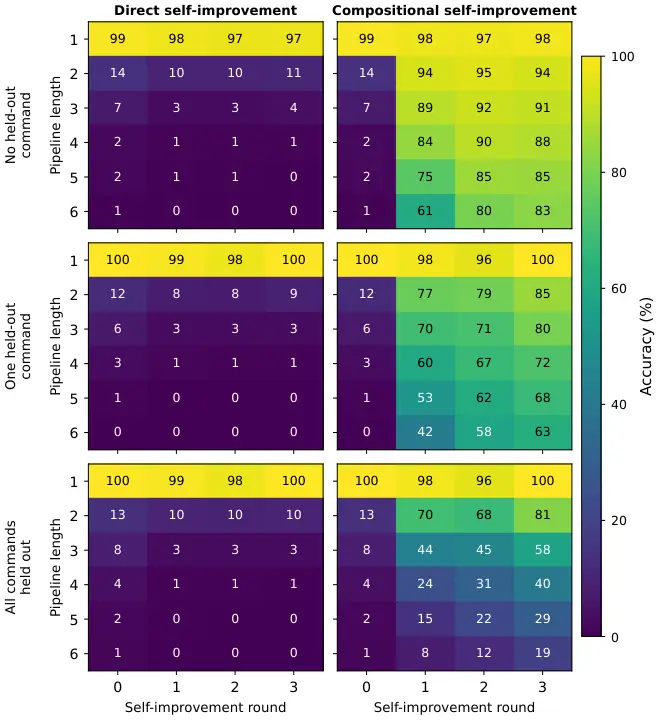 Direct self-improvement
Compositional self-improvement
No held-out
command
Pipeline length
1 99 98 97 97 99 98 97 98
2 14 10 10 11 14 94 95 94
3 7 3 3 4 7 89 92 91
4 2 1 1 1 2 84 90 88
5 2 1 1 0 2 75 85 85
6 1 0 0 0 1 61 80 83
One held-out
command
Pipeline length
1 100 99 98 100 100 98 96 100
2 12 8 8 9 12 77 79 85
3 6 3 3 3 6 70 71 80
4 3 1 1 1 3 60 67 72
5 1 0 0 0 1 53 62 68
6 0 0 0 0 0 42 58 63
All commands
held out
Pipeline length
1 100 99 98 100 100 98 96 100
2 13 10 10 10 13 70 68 81
3 8 3 3 3 8 44 45 58
4 4 1 1 1 4 24 31 40
5 2 0 0 0 2 15 22 29
6 1 0 0 0 1 8 12 19
0 1 2 3 0 1 2 3
Self-improvement round
Self-improvement round
100
80
60
40
20
0
Accuracy (%)